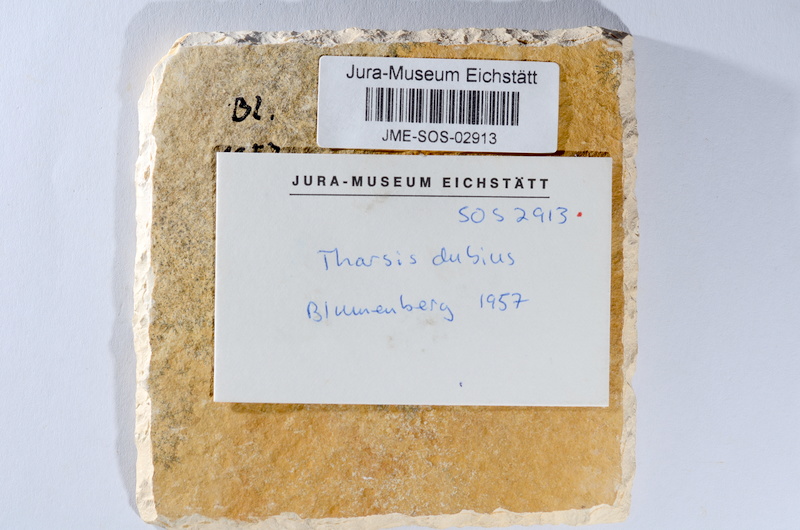 Jura-Museum Eichstätt
JME-SOS-02913
Bl.
JURA-MUSEUM EICHSTÄTT
SOS 2913
Tharsis dubius
Blumenberg 1957